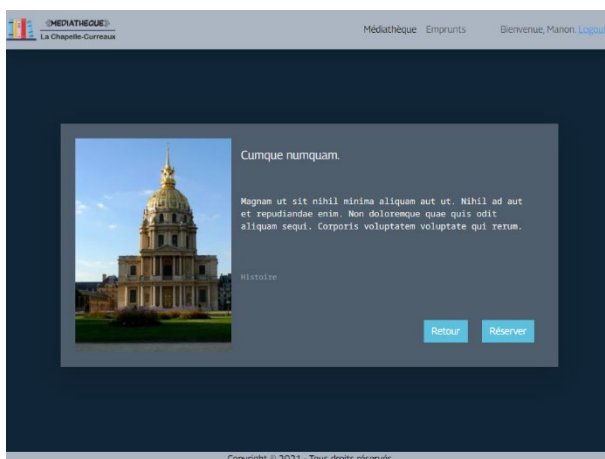 MEDIATHEQUE
La Chapelle-Curreaux
Médiathèque Emprunts Bienvenue, Manon. Logout
Cumque numquam.
Magnam ut sit nihil minima aliquam aut ut. Nihil ad aut
et repudiandae enim. Non doloremque quae quis odit
aliquam sequi. Corporis voluptatem voluptate qui rerum.
Histoire
Retour Réserver
Copyright © 2021 - Tous droits réservés